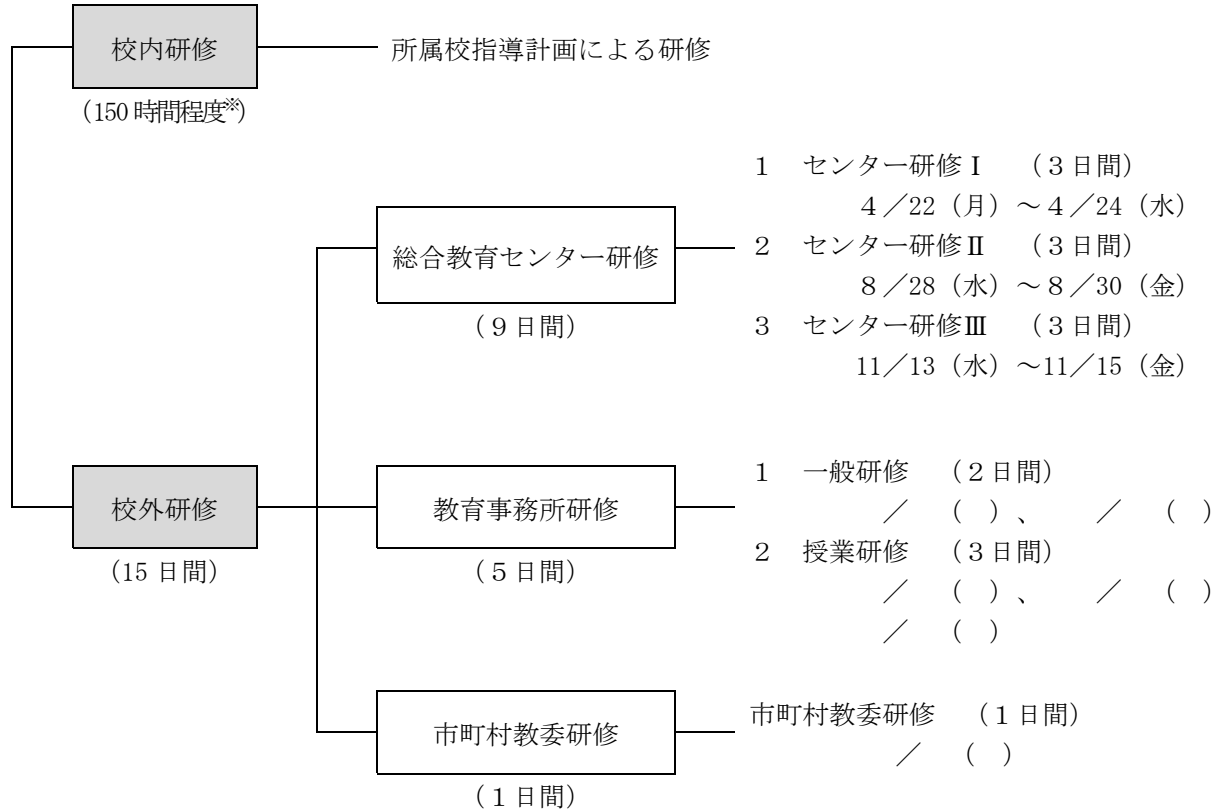 校内研修
所属校指導計画による研修
（150 時間程度※）
総合教育センター研修
（９日間）
１　センター研修Ⅰ　（３日間）
４／22（月）～４／24（水）
２　センター研修Ⅱ　（３日間）
８／28（水）～８／30（金）
３　センター研修Ⅲ　（３日間）
11／13（水）～11／15（金）
校外研修
（15 日間）
教育事務所研修
（５日間）
１　一般研修　（２日間）
／　（　）、　／　（　）
２　授業研修　（３日間）
／　（　）、　／　（　）
／　（　）
市町村教委研修
（１日間）
市町村教委研修　（１日間）
／　（　）